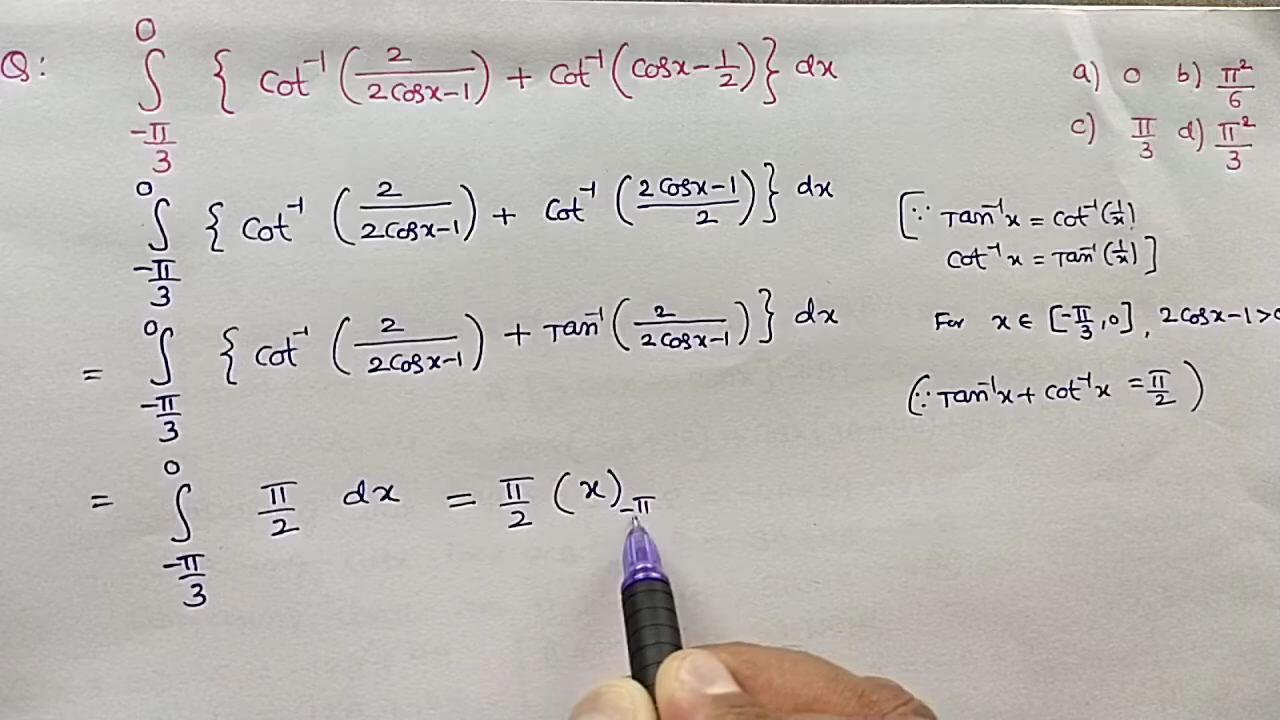 Q: ∫_{-π/3}^{0} { cot⁻¹(2/(2cosx-1)) + cot⁻¹(cosx-1/2)} dx
a) 0 b) π²/6
c) π/3 d) π²/3
∫_{-π/3}^{0} { cot⁻¹(2/(2cosx-1)) + cot⁻¹((2cosx-1)/2)} dx
[∵ Tan⁻¹x = cot⁻¹(1/x)
cot⁻¹x = Tan⁻¹(1/x)]
= ∫_{-π/3}^{0} { cot⁻¹(2/(2cosx-1)) + Tan⁻¹(2/(2cosx-1))} dx
For x ∈ [-π/3, 0], 2cosx-1>0
(∵ Tan⁻¹x + cot⁻¹x = π/2)
= ∫_{-π/3}^{0} π/2 dx = π/2 (x)_{-π}